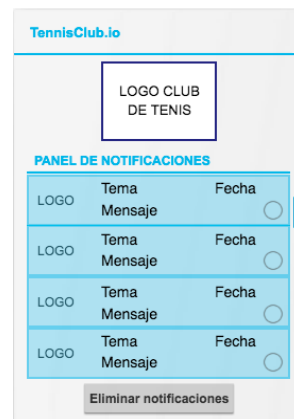 TennisClub.io
LOGO CLUB
DE TENIS
PANEL DE NOTIFICACIONES
LOGO Tema Fecha
Mensaje
LOGO Tema Fecha
Mensaje
LOGO Tema Fecha
Mensaje
LOGO Tema Fecha
Mensaje
Eliminar notificaciones